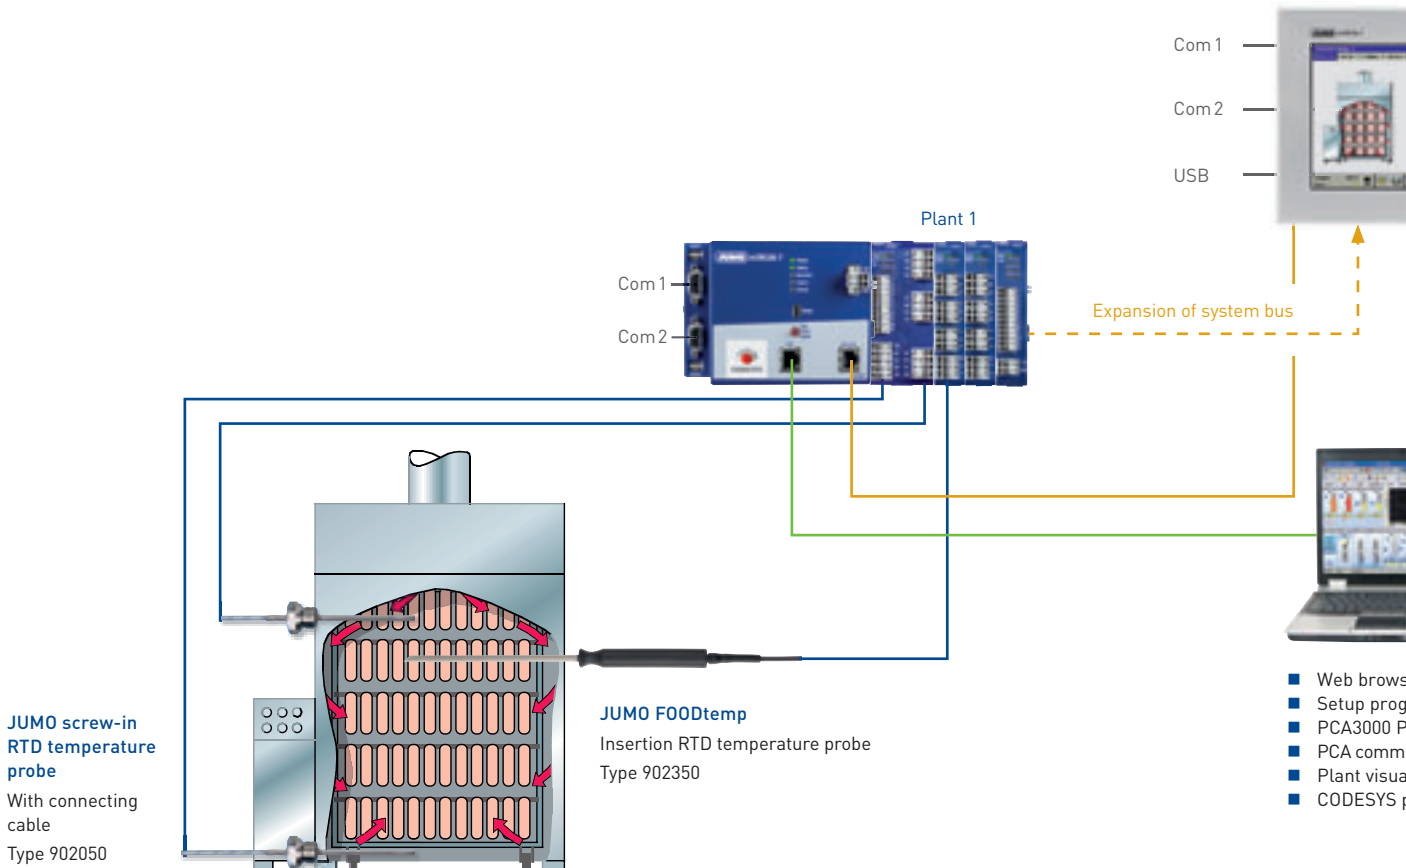 Com 1
Com 2
USB
Plant 1
JUMO
Com 1
Com 2
Expansion of system bus
JUMO screw-in
RTD temperature
probe
With connecting
cable
Type 902050
JUMO FOODtemp
Insertion RTD temperature probe
Type 902350
Web brows
Setup prog
PCA3000 P
PCA comm
Plant visua
CODESYS p